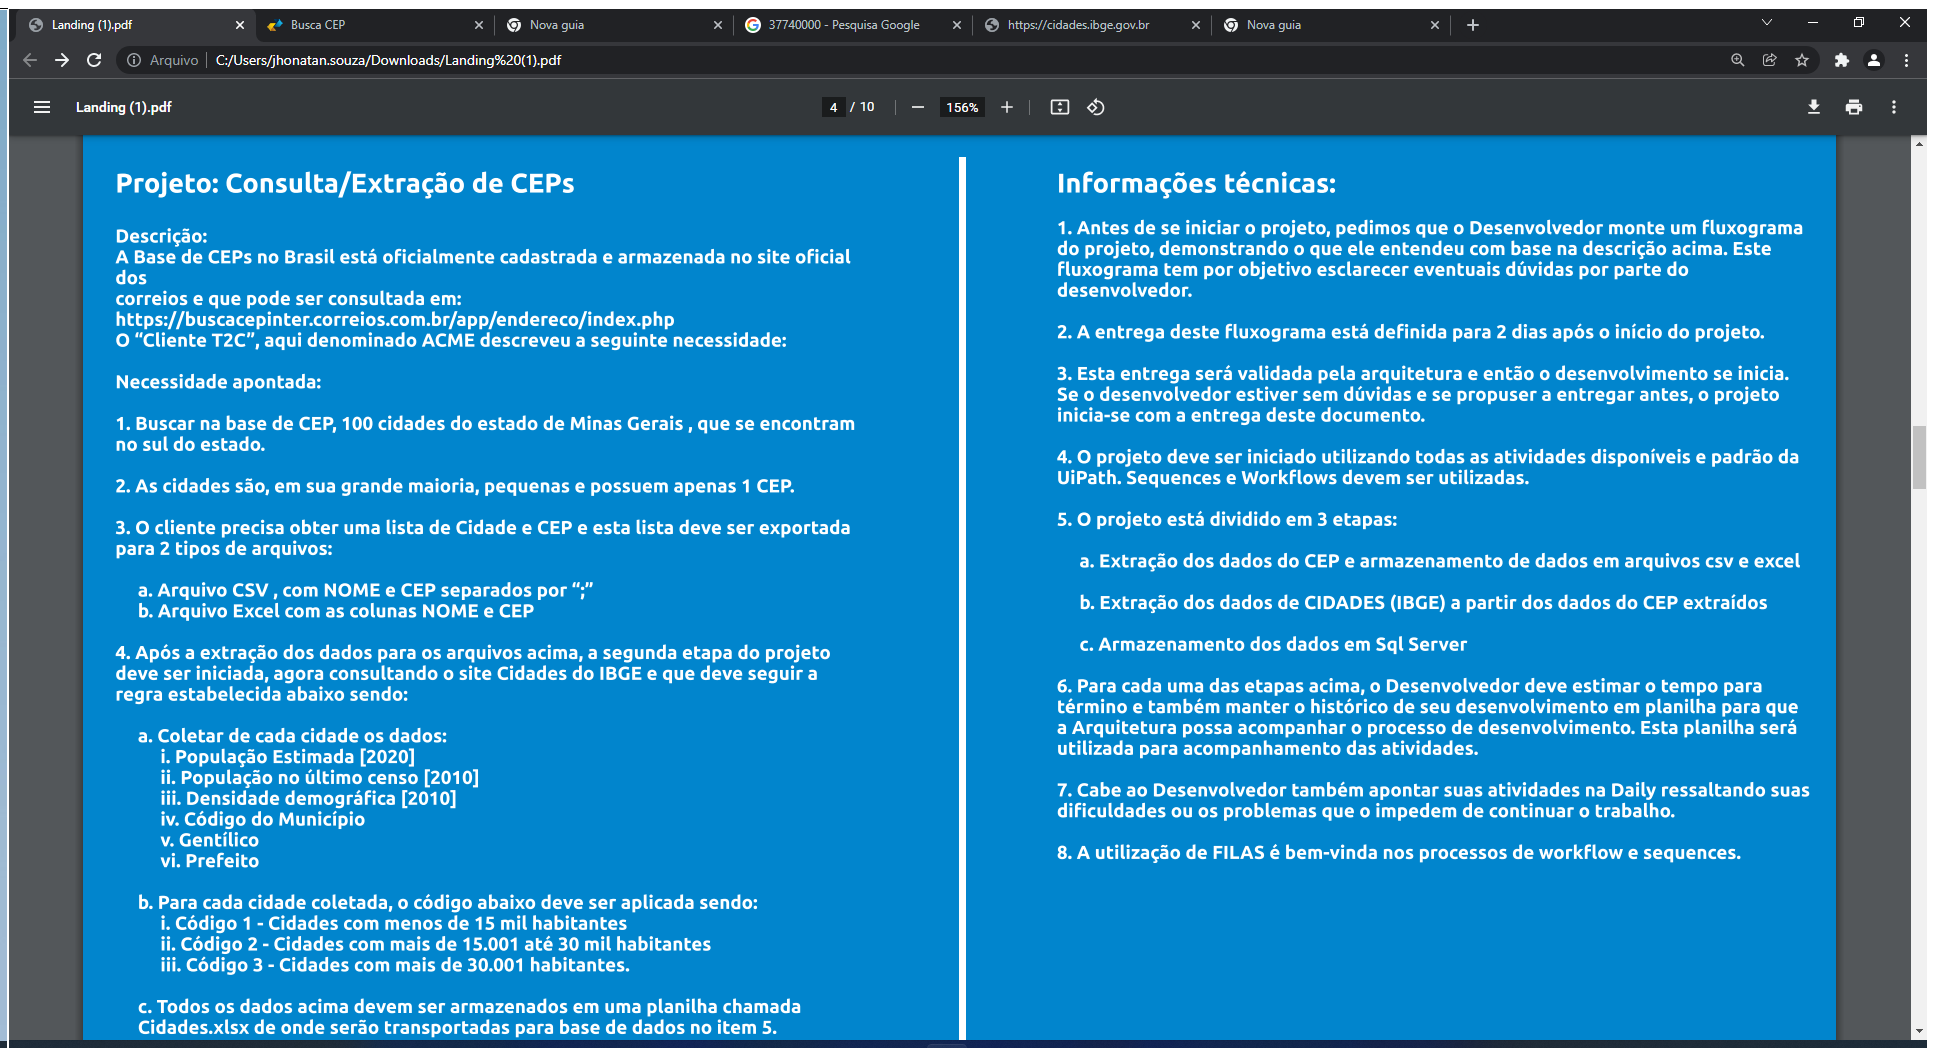 Landing (1).pdf
Busca CEP
Nova guia
37740000 - Pesquisa Google
https://cidades.ibge.gov.br
Nova guia
Arquivo
C:/Users/jhonatan.souza/Downloads/Landing%20(1).pdf
Landing (1).pdf
4 / 10
156%
Projeto: Consulta/Extração de CEPs
Descrição:
A Base de CEPs no Brasil está oficialmente cadastrada e armazenada no site oficial
dos
correios e que pode ser consultada em:
https://buscacepinter.correios.com.br/app/endereco/index.php
O “Cliente T2C”, aqui denominado ACME descreveu a seguinte necessidade:
Necessidade apontada:
1. Buscar na base de CEP, 100 cidades do estado de Minas Gerais , que se encontram
no sul do estado.
2. As cidades são, em sua grande maioria, pequenas e possuem apenas 1 CEP.
3. O cliente precisa obter uma lista de Cidade e CEP e esta lista deve ser exportada
para 2 tipos de arquivos:
a. Arquivo CSV , com NOME e CEP separados por “;”
b. Arquivo Excel com as colunas NOME e CEP
4. Após a extração dos dados para os arquivos acima, a segunda etapa do projeto
deve ser iniciada, agora consultando o site Cidades do IBGE e que deve seguir a
regra estabelecida abaixo sendo:
a. Coletar de cada cidade os dados:
i. População Estimada [2020]
ii. População no último censo [2010]
iii. Densidade demográfica [2010]
iv. Código do Município
v. Gentílico
vi. Prefeito
b. Para cada cidade coletada, o código abaixo deve ser aplicada sendo:
i. Código 1 - Cidades com menos de 15 mil habitantes
ii. Código 2 - Cidades com mais de 15.001 até 30 mil habitantes
iii. Código 3 - Cidades com mais de 30.001 habitantes.
c. Todos os dados acima devem ser armazenados em uma planilha chamada
Cidades.xlsx de onde serão transportadas para base de dados no item 5.
Informações técnicas:
1. Antes de se iniciar o projeto, pedimos que o Desenvolvedor monte um fluxograma
do projeto, demonstrando o que ele entendeu com base na descrição acima. Este
fluxograma tem por objetivo esclarecer eventuais dúvidas por parte do
desenvolvedor.
2. A entrega deste fluxograma está definida para 2 dias após o início do projeto.
3. Esta entrega será validada pela arquitetura e então o desenvolvimento se inicia.
Se o desenvolvedor estiver sem dúvidas e se propuser a entregar antes, o projeto
inicia-se com a entrega deste documento.
4. O projeto deve ser iniciado utilizando todas as atividades disponíveis e padrão da
UiPath. Sequences e Workflows devem ser utilizadas.
5. O projeto está dividido em 3 etapas:
a. Extração dos dados do CEP e armazenamento de dados em arquivos csv e excel
b. Extração dos dados de CIDADES (IBGE) a partir dos dados do CEP extraídos
c. Armazenamento dos dados em Sql Server
6. Para cada uma das etapas acima, o Desenvolvedor deve estimar o tempo para
término e também manter o histórico de seu desenvolvimento em planilha para que
a Arquitetura possa acompanhar o processo de desenvolvimento. Esta planilha será
utilizada para acompanhamento das atividades.
7. Cabe ao Desenvolvedor também apontar suas atividades na Daily ressaltando suas
dificuldades ou os problemas que o impedem de continuar o trabalho.
8. A utilização de FILAS é bem-vinda nos processos de workflow e sequences.